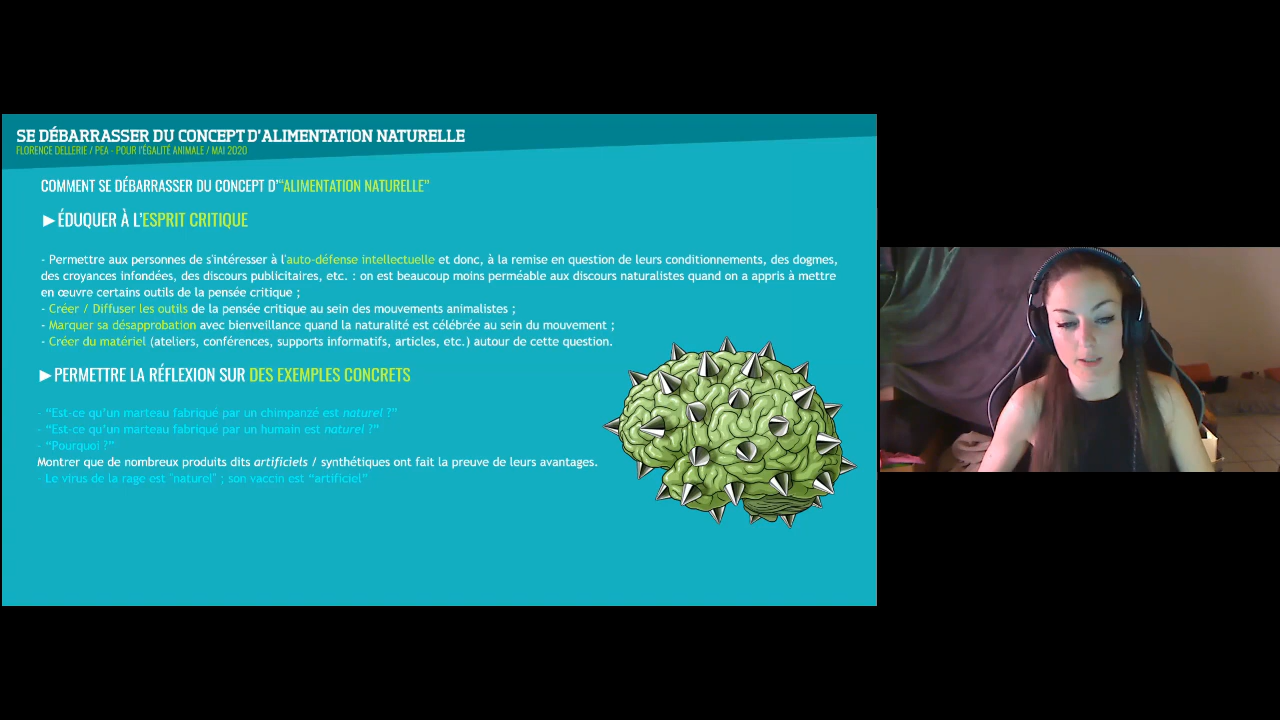 SE DÉBARRASSER DU CONCEPT D'ALIMENTATION NATURELLE
FLORENCE DELLERIE / PEA - POUR L'ÉGALITÉ ANIMALE / MAI 2020
COMMENT SE DÉBARRASSER DU CONCEPT D'"ALIMENTATION NATURELLE"
►ÉDUQUER À L'ESPRIT CRITIQUE
- Permettre aux personnes de s'intéresser à l'auto-défense intellectuelle et donc, à la remise en question de leurs conditionnements, des dogmes,
des croyances infondées, des discours publicitaires, etc. : on est beaucoup moins perméable aux discours naturalistes quand on a appris à mettre
en œuvre certains outils de la pensée critique ;
- Créer / Diffuser les outils de la pensée critique au sein des mouvements animalistes ;
- Marquer sa désapprobation avec bienveillance quand la naturalité est célébrée au sein du mouvement ;
- Créer du matériel (ateliers, conférences, supports informatifs, articles, etc.) autour de cette question.
►PERMETTRE LA RÉFLEXION SUR DES EXEMPLES CONCRETS
- "Est-ce qu'un marteau fabriqué par un chimpanzé est naturel ?"
- "Est-ce qu'un marteau fabriqué par un humain est naturel ?"
- "Pourquoi ?"
Montrer que de nombreux produits dits artificiels / synthétiques ont fait la preuve de leurs avantages.
- Le virus de la rage est "naturel" ; son vaccin est "artificiel"